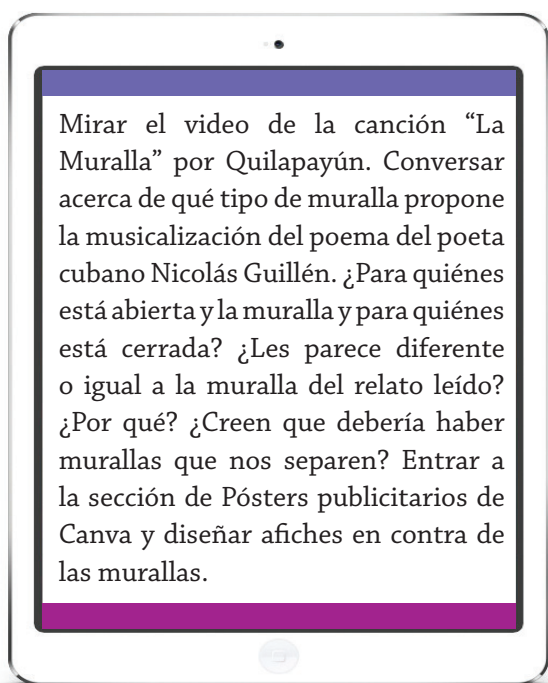 Mirar el video de la canción “La
Muralla” por Quilapayún. Conversar
acerca de qué tipo de muralla propone
la musicalización del poema del poeta
cubano Nicolás Guillén. ¿Para quiénes
está abierta y la muralla y para quiénes
está cerrada? ¿Les parece diferente
o igual a la muralla del relato leído?
¿Por qué? ¿Creen que debería haber
murallas que nos separen? Entrar a
la sección de Pósters publicitarios de
Canva y diseñar afiches en contra de
las murallas.